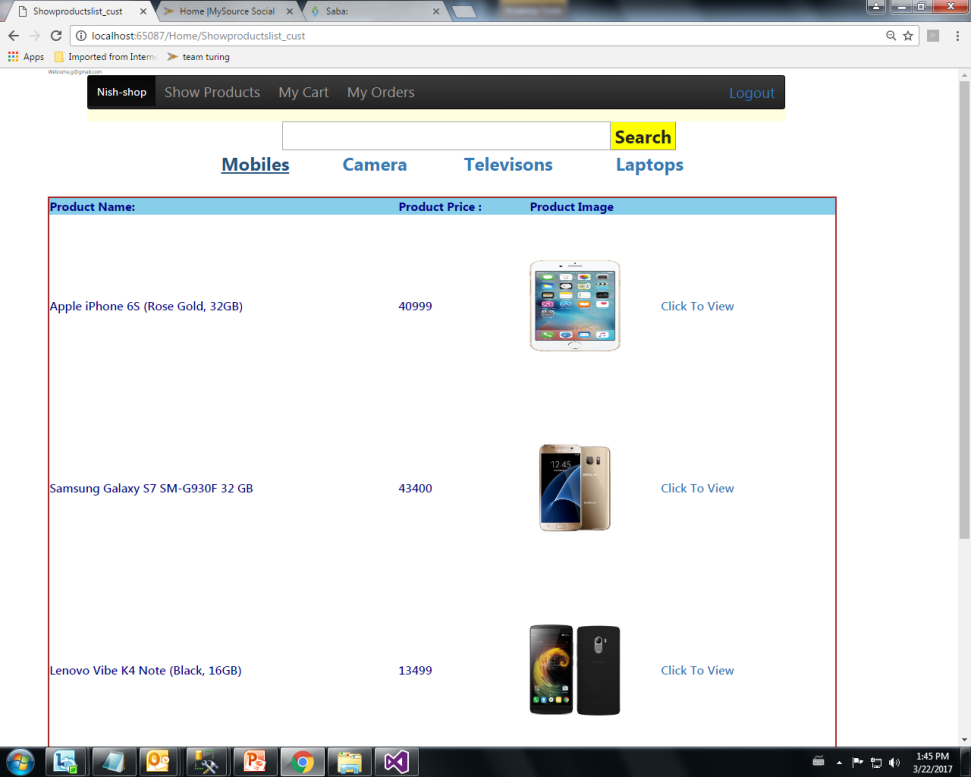 Showproductslist_cust
Home |MySource Social
Saba:
localhost:65087/Home/Showproductslist_cust
Apps
Imported from Intern
team turing
Welcome,g@gmail.com
Nish-shop
Show Products
My Cart
My Orders
Logout
Search
Mobiles
Camera
Televisons
Laptops
Product Name:
Product Price :
Product Image
Apple iPhone 6S (Rose Gold, 32GB)
40999
Click To View
Samsung Galaxy S7 SM-G930F 32 GB
43400
12:45
Click To View
Lenovo Vibe K4 Note (Black, 16GB)
13499
Click To View
1:45 PM
3/22/2017